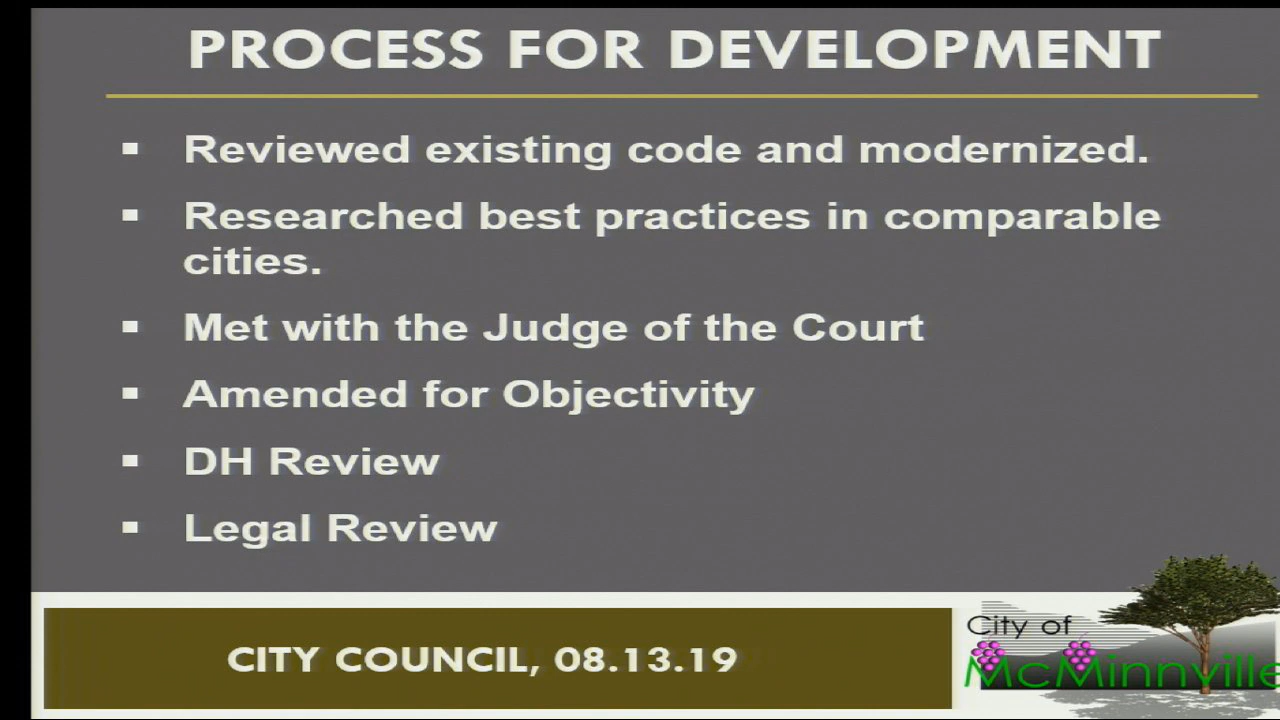 PROCESS FOR DEVELOPMENT
▪ Reviewed existing code and modernized.
▪ Researched best practices in comparable
cities.
▪ Met with the Judge of the Court
▪ Amended for Objectivity
▪ DH Review
▪ Legal Review
CITY COUNCIL, 08.13.19
City of
McMinnville